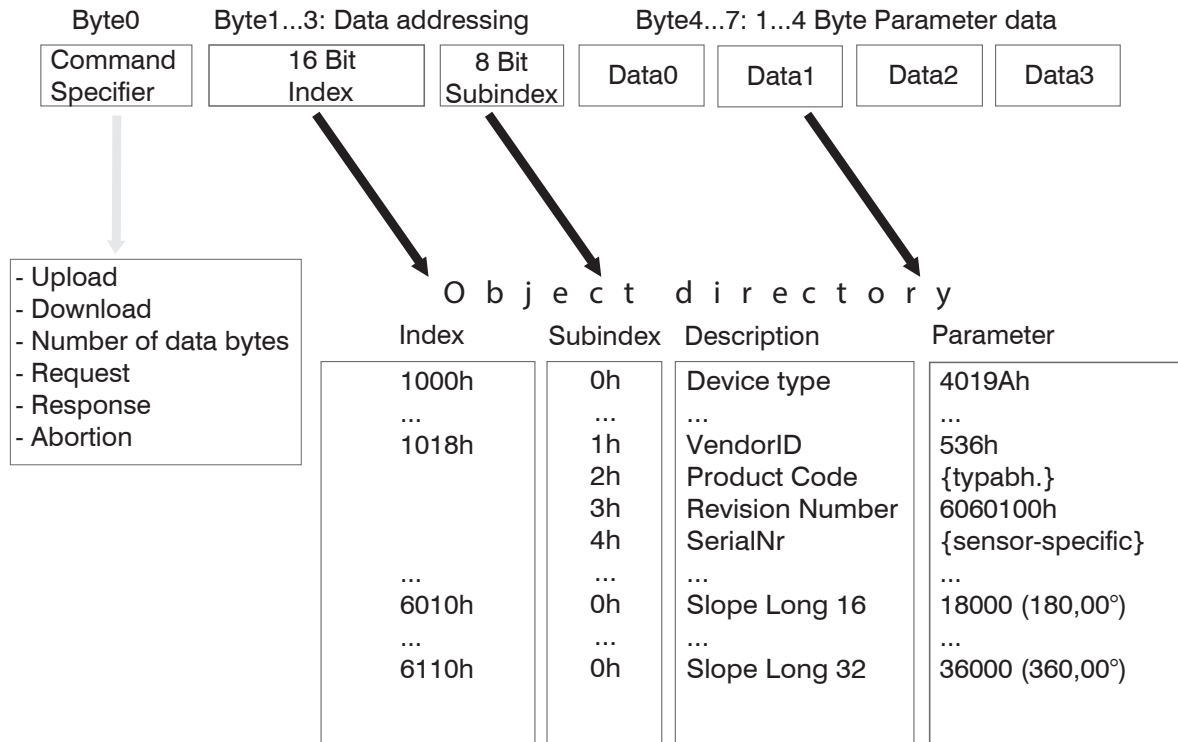 Byte0 Byte1...3: Data addressing Byte4...7: 1...4 Byte Parameter data
Command Specifier
16 Bit Index
8 Bit Subindex
Data0 Data1 Data2 Data3
- Upload
- Download
- Number of data bytes
- Request
- Response
- Abortion
Object directory
Index Subindex Description Parameter
1000h 0h Device type 4019Ah
... ... ... ...
1018h 1h VendorID 536h
2h Product Code {typabh.}
3h Revision Number 6060100h
4h SerialNr {sensor-specific}
... ... ... ...
6010h 0h Slope Long 16 18000 (180,00°)
... ... ... ...
6110h 0h Slope Long 32 36000 (360,00°)